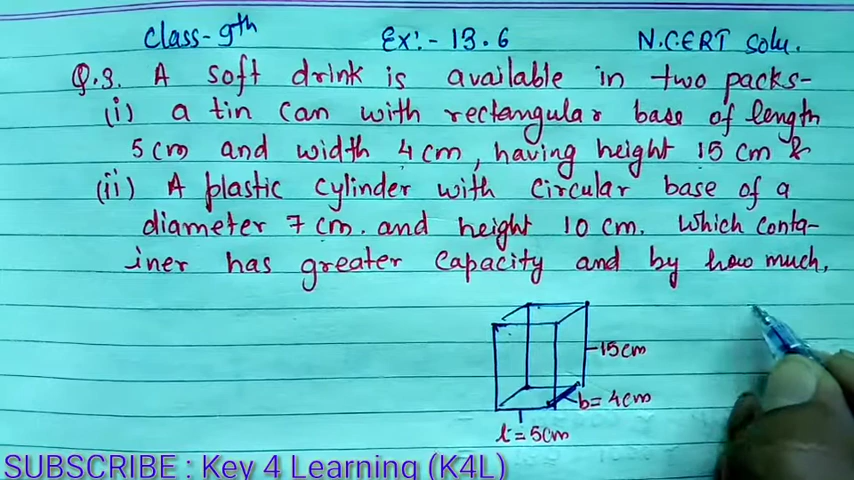 Class- 9th Ex:- 13.6 N.CERT Solu.
Q.3. A soft drink is available in two packs-
(i) a tin can with rectangular base of length
5cm and width 4cm, having height 15 cm &
(ii) A plastic cylinder with circular base of a
diameter 7 cm. and height 10 cm. Which conta-
iner has greater capacity and by how much.
15cm
b= 4cm
l = 5cm
SUBSCRIBE : Key 4 Learning (K4L)